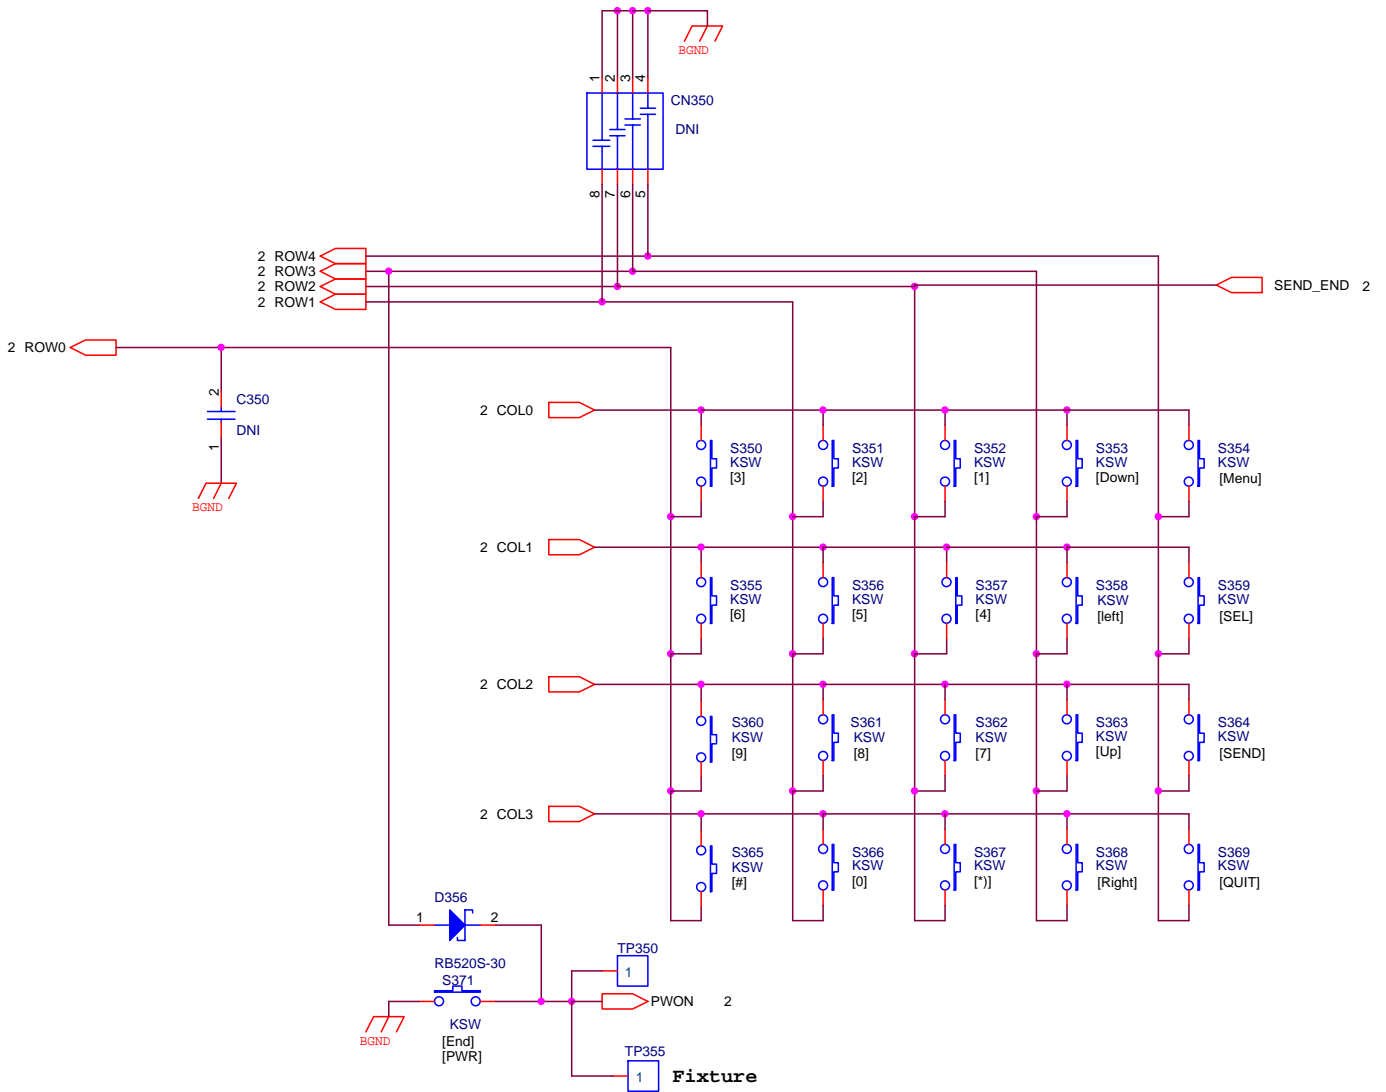 BGND
1 2 3 4
CN350
DNI
8 7 6 5
2 ROW4
2 ROW3
2 ROW2
2 ROW1
SEND_END 2
2 ROW0
2
C350
DNI
1
BGND
2 COL0
S350
KSW
[3]
S351
KSW
[2]
S352
KSW
[1]
S353
KSW
[Down]
S354
KSW
[Menu]
2 COL1
S355
KSW
[6]
S356
KSW
[5]
S357
KSW
[4]
S358
KSW
[left]
S359
KSW
[SEL]
2 COL2
S360
KSW
[9]
S361
KSW
[8]
S362
KSW
[7]
S363
KSW
[Up]
S364
KSW
[SEND]
2 COL3
S365
KSW
[#]
S366
KSW
[0]
S367
KSW
[*)]
S368
KSW
[Right]
S369
KSW
[QUIT]
D356
1 2
RB520S-30
S371
KSW
[End]
[PWR]
BGND
TP350
1
PWON 2
TP355
1 Fixture